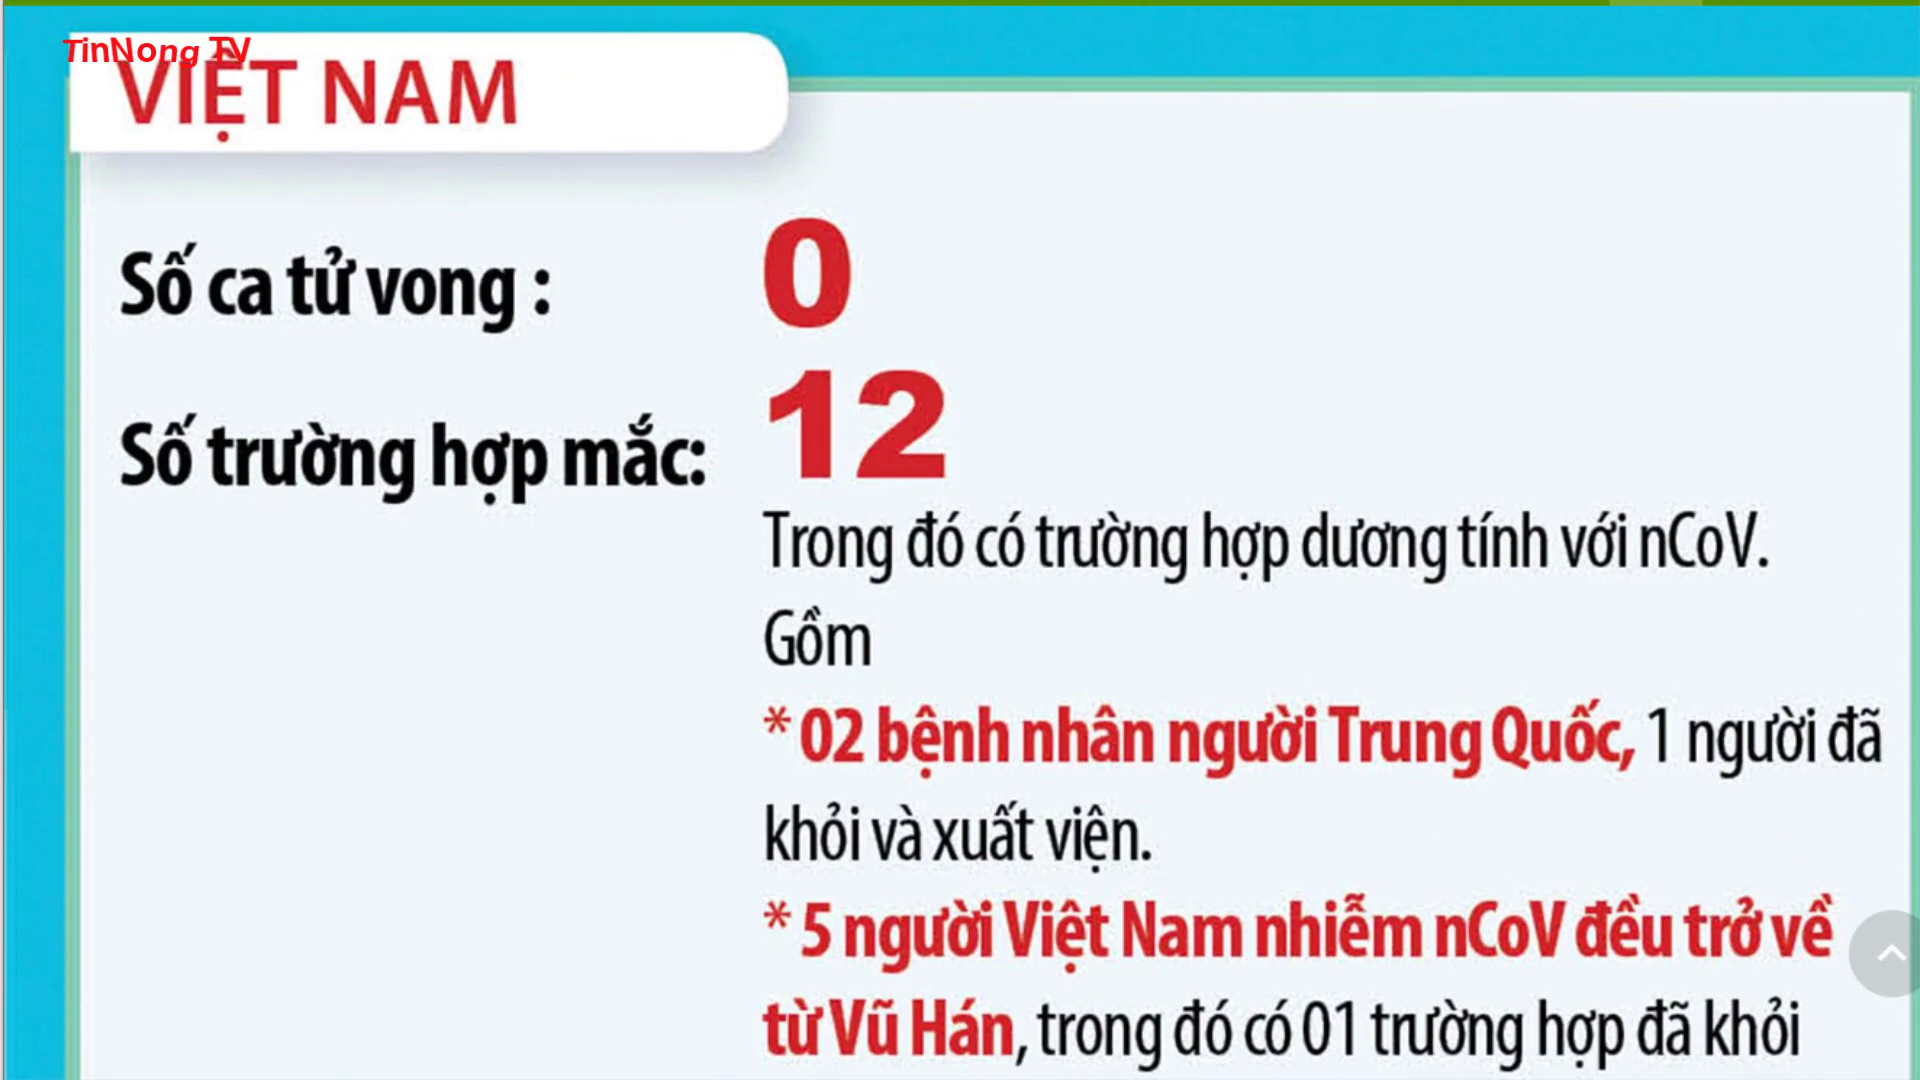 TinNong TV
VIỆT NAM
Số ca tử vong : 0
Số trường hợp mắc: 12
Trong đó có trường hợp dương tính với nCoV.
Gồm
* 02 bệnh nhân người Trung Quốc, 1 người đã
khỏi và xuất viện.
* 5 người Việt Nam nhiễm nCoV đều trở về
từ Vũ Hán, trong đó có 01 trường hợp đã khỏi